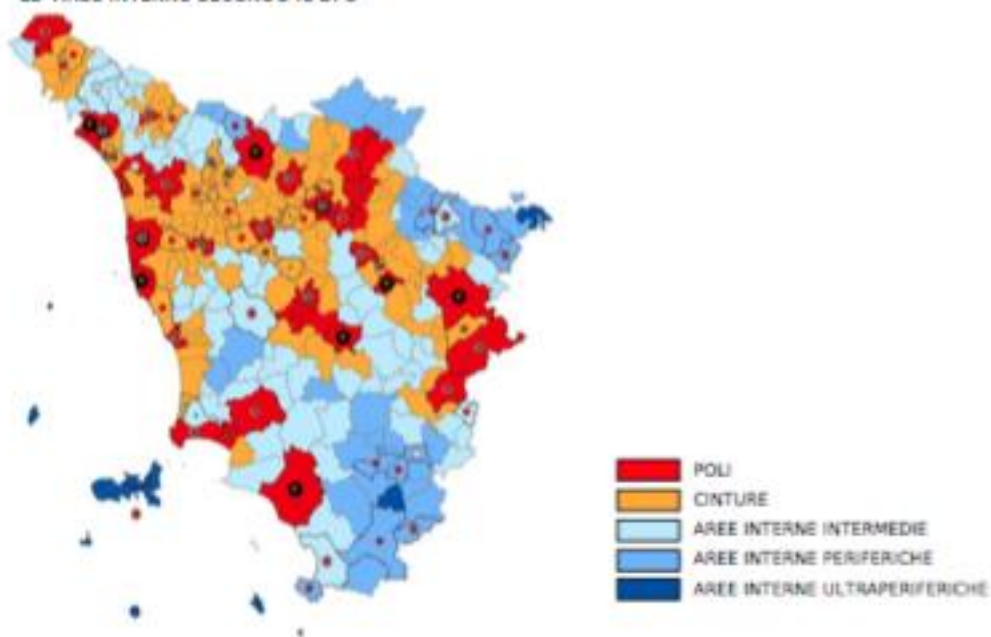 POLI
CINTURE
AREE INTERNE INTERMEDIE
AREE INTERNE PERIFERICHE
AREE INTERNE ULTRAPERIFERICHE